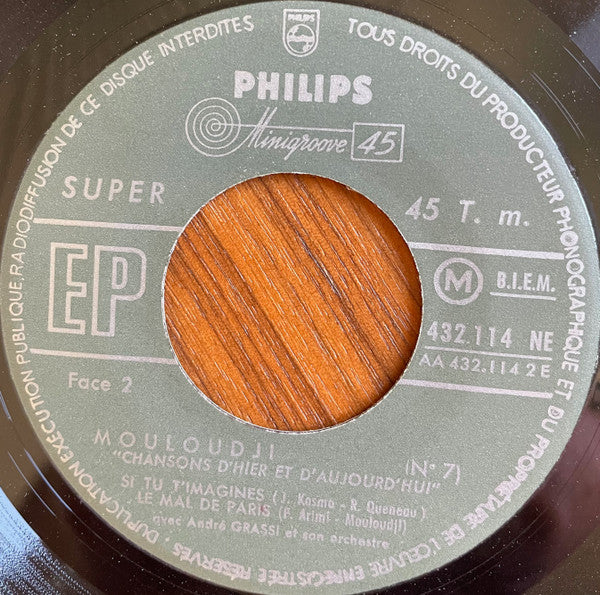 TOUS DROITS DU PRODUCTEUR PHONOGRAPHIQUE ET DU PROPRIÉTAIRE DE L'ŒUVRE ENREGISTRÉE RÉSERVÉS. DUPLICATION EXÉCUTION PUBLIQUE, RADIODIFFUSION DE CE DISQUE INTERDITES
PHILIPS
PHILIPS
Minigroove 45
SUPER
45 T. m.
EP
M B.I.E.M.
432.114 NE
AA 432.114 2 E
Face 2
MOULOUDJI
(N° 7)
"CHANSONS D'HIER ET D'AUJOURD'HUI"
SI TU T'IMAGINES (J. Kosma - R. Queneau)
LE MAL DE PARIS (F. Arimi - Mouloudji)
avec André GRASSI et son orchestre